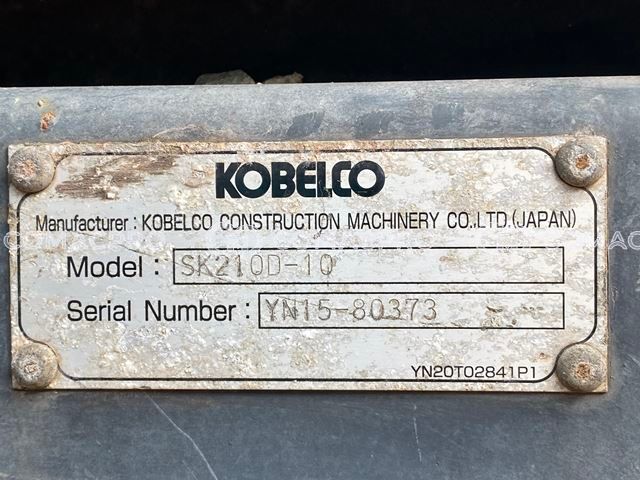 KOBELCO
Manufacturer : KOBELCO CONSTRUCTION MACHINERY CO.,LTD.(JAPAN)
Model : SK210D-10
Serial Number : YN15-80373
YN20T02841P1